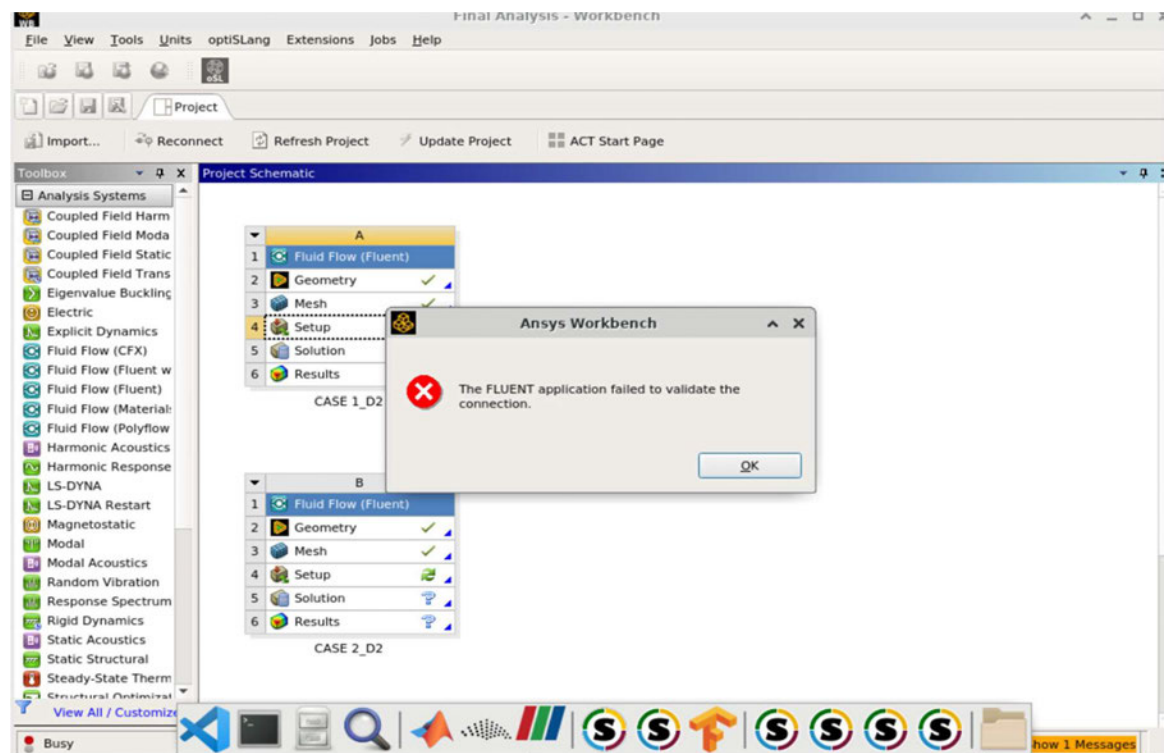 WB
Final Analysis - Workbench
File View Tools Units optiSLang Extensions Jobs Help
oSL
Project
Import... Reconnect Refresh Project Update Project ACT Start Page
Toolbox
Project Schematic
Analysis Systems
Coupled Field Harm
Coupled Field Moda
Coupled Field Static
Coupled Field Trans
Eigenvalue Buckling
Electric
Explicit Dynamics
Fluid Flow (CFX)
Fluid Flow (Fluent w
Fluid Flow (Fluent)
Fluid Flow (Materials
Fluid Flow (Polyflow
Harmonic Acoustics
Harmonic Response
LS-DYNA
LS-DYNA Restart
Magnetostatic
Modal
Modal Acoustics
Random Vibration
Response Spectrum
Rigid Dynamics
Static Acoustics
Static Structural
Steady-State Therm
Structural Optimizat
View All / Customize
A
1 Fluid Flow (Fluent)
2 Geometry
3 Mesh
4 Setup
5 Solution
6 Results
CASE 1_D2
Ansys Workbench
The FLUENT application failed to validate the
connection.
OK
B
1 Fluid Flow (Fluent)
2 Geometry
3 Mesh
4 Setup
5 Solution
6 Results
CASE 2_D2
S S S S S S
Busy
how 1 Messages